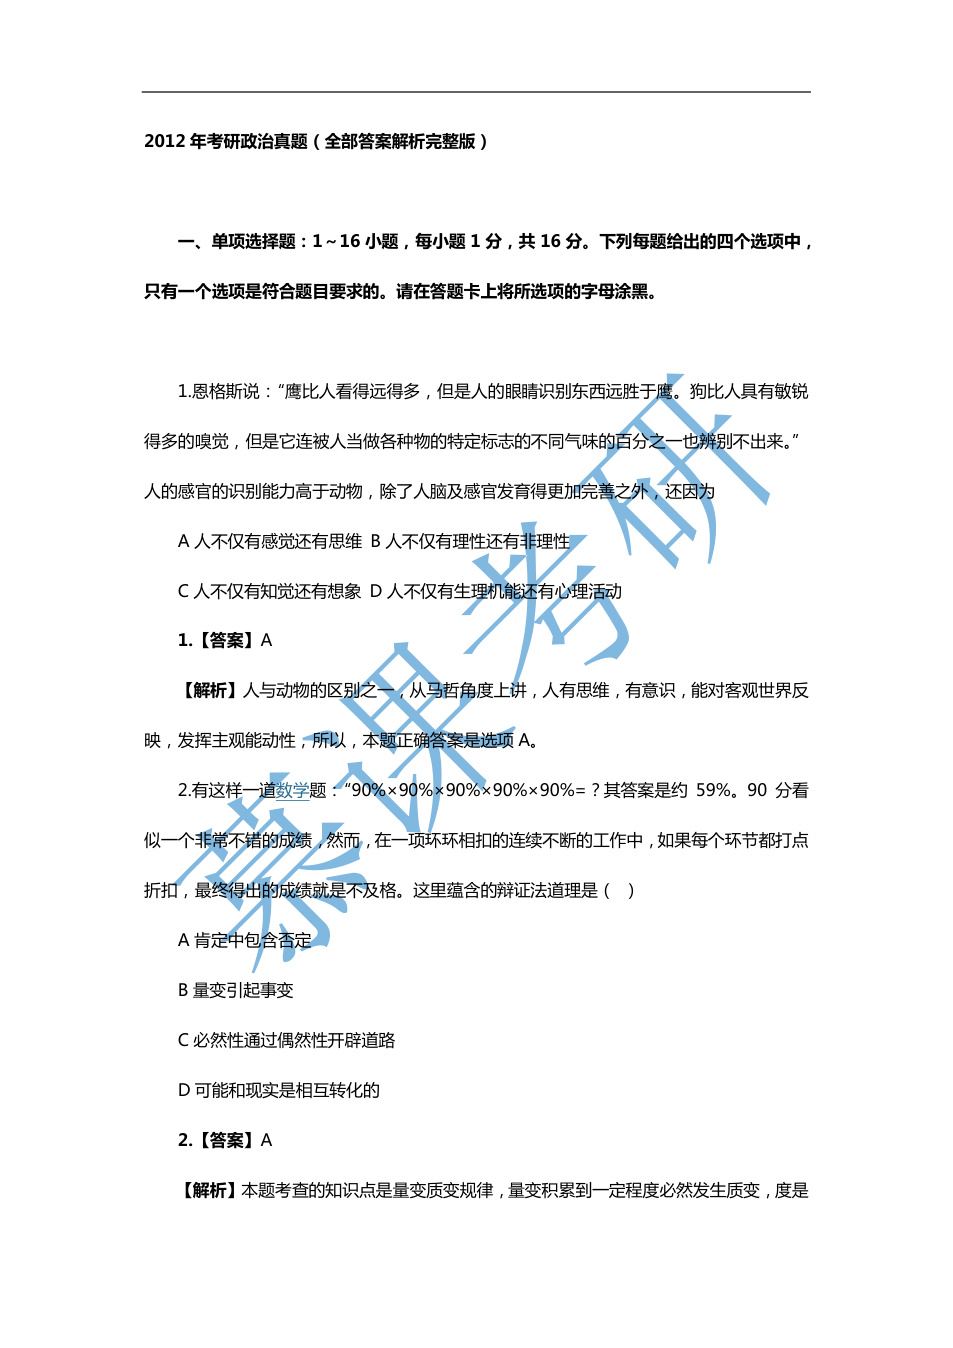 2012年考研政治真题（全部答案解析完整版）
一、单项选择题：1～16小题，每小题1分，共16分。下列每题给出的四个选项中，
只有一个选项是符合题目要求的。请在答题卡上将所选项的字母涂黑。
1.恩格斯说：“鹰比人看得远得多，但是人的眼睛识别东西远胜于鹰。狗比人具有敏锐
得多的嗅觉，但是它连被人当做各种物的特定标志的不同气味的百分之一也辨别不出来。”
人的感官的识别能力高于动物，除了人脑及感官发育得更加完善之外，还因为
A人不仅有感觉还有思维 B人不仅有理性还有非理性
C人不仅有知觉还有想象 D人不仅有生理机能还有心理活动
1.【答案】A
【解析】人与动物的区别之一，从马哲角度上讲，人有思维，有意识，能对客观世界反
映，发挥主观能动性，所以，本题正确答案是选项A。
2.有这样一道数学题：“90%×90%×90%×90%×90%=？其答案是约 59%。90 分看
似一个非常不错的成绩，然而，在一项环环相扣的连续不断的工作中，如果每个环节都打点
折扣，最终得出的成绩就是不及格。这里蕴含的辩证法道理是（ ）
A肯定中包含否定
B量变引起事变
C必然性通过偶然性开辟道路
D可能和现实是相互转化的
2.【答案】A
【解析】本题考查的知识点是量变质变规律，量变积累到一定程度必然发生质变，度是
慕课考研